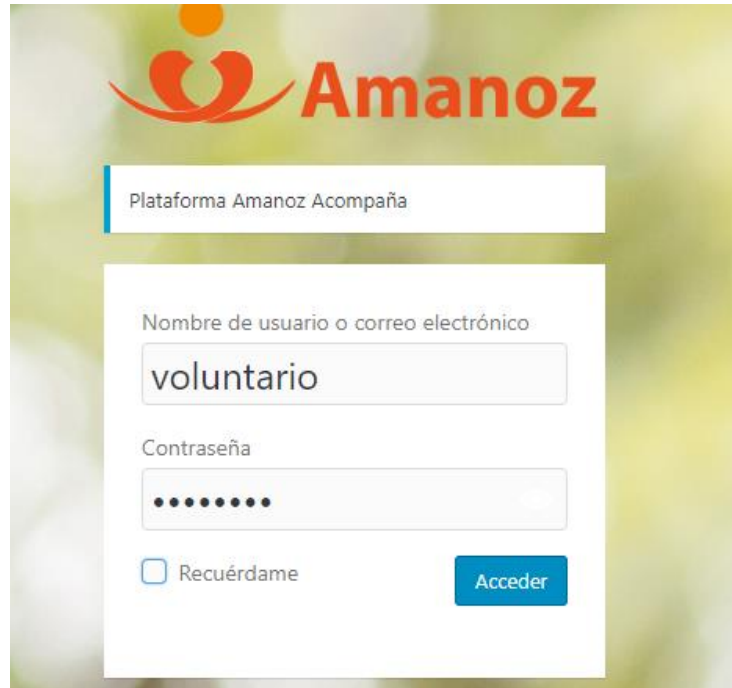 Amanoz
Plataforma Amanoz Acompaña
Nombre de usuario o correo electrónico
voluntario
Contraseña
••••••••
Recuérdame
Acceder